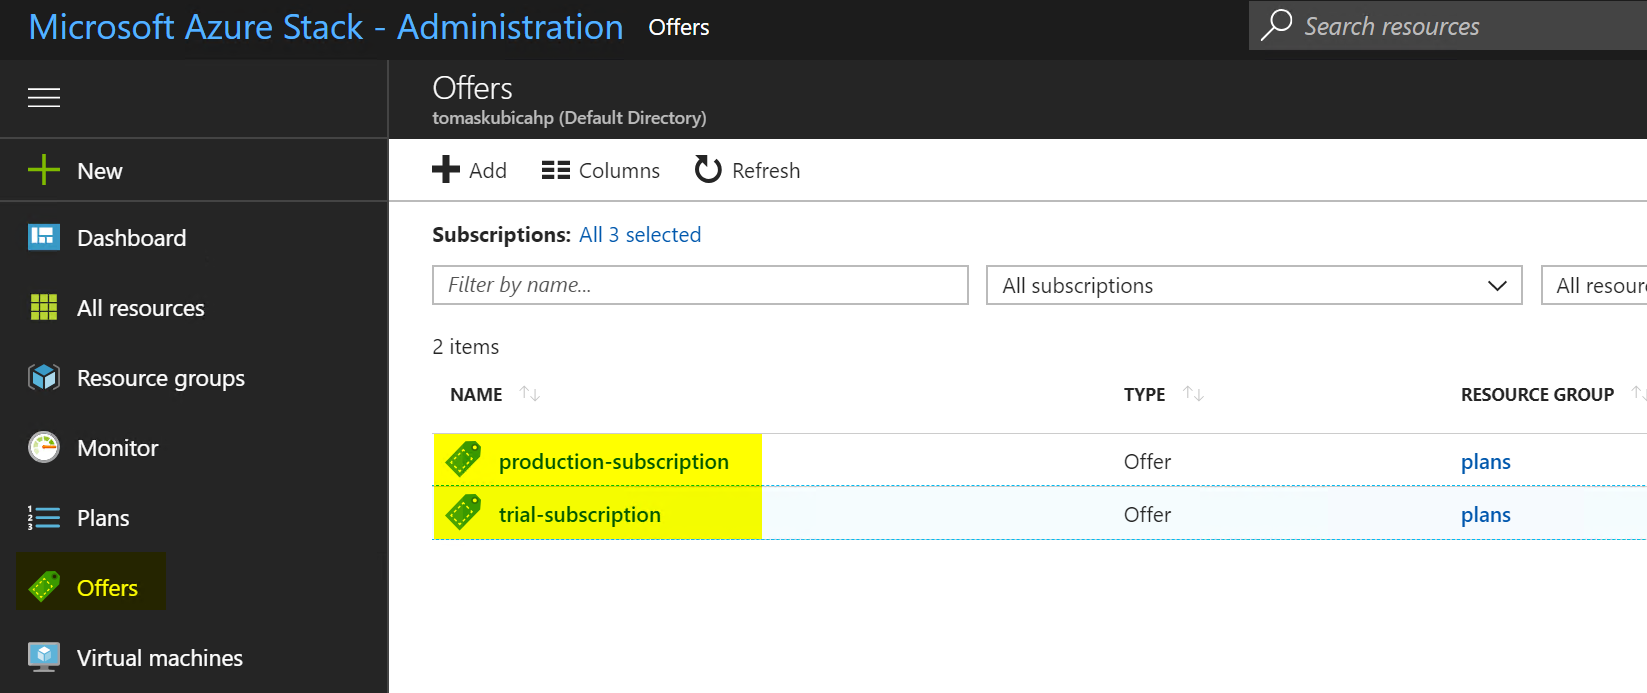 Microsoft Azure Stack - Administration Offers Search resources
Offers
tomaskubicahp (Default Directory)
New
Add Columns Refresh
Dashboard
Subscriptions: All 3 selected
Filter by name... All subscriptions All
All resources
2 items
Resource groups
NAME TYPE RESOURCE GROUP
Monitor
production-subscription Offer plans
Plans
trial-subscription Offer plans
Offers
Virtual machines